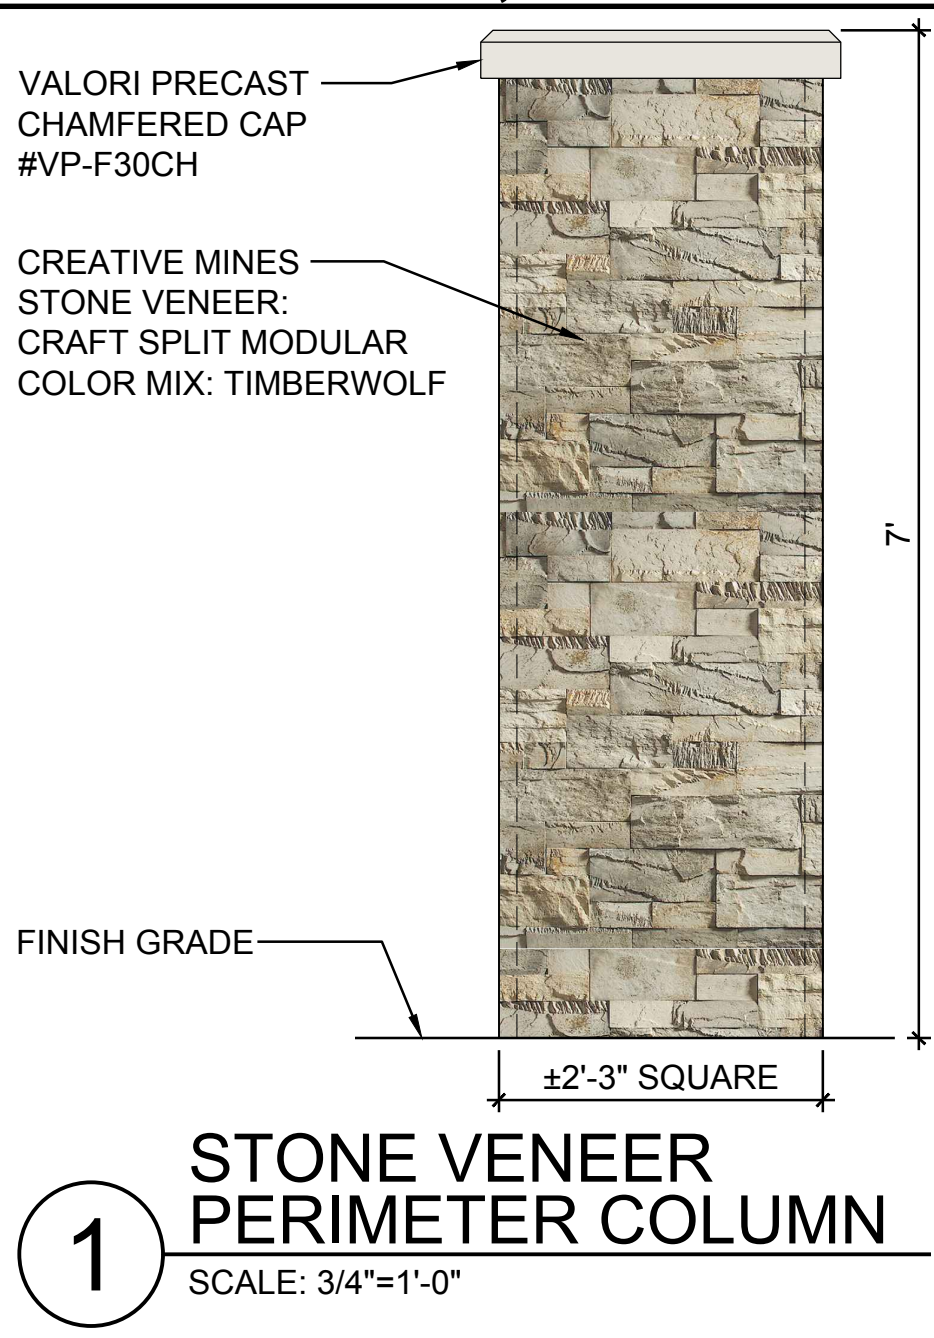 VALORI PRECAST
CHAMFERED CAP
#VP-F30CH
CREATIVE MINES
STONE VENEER:
CRAFT SPLIT MODULAR
COLOR MIX: TIMBERWOLF
7'
FINISH GRADE
±2'-3" SQUARE
1
STONE VENEER
PERIMETER COLUMN
SCALE: 3/4"=1'-0"